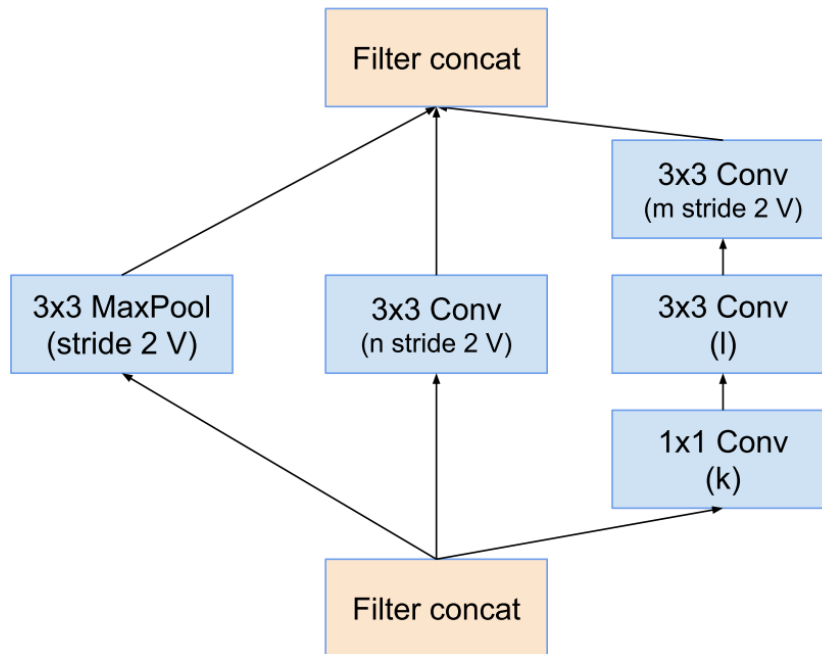 Filter concat
3x3 Conv
(m stride 2 V)
3x3 MaxPool
(stride 2 V)
3x3 Conv
(n stride 2 V)
3x3 Conv
(l)
1x1 Conv
(k)
Filter concat